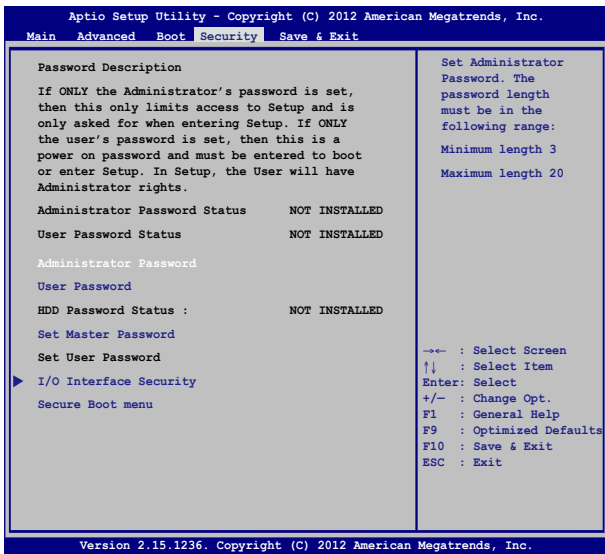 Aptio Setup Utility - Copyright (C) 2012 American Megatrends, Inc.
Main Advanced Boot Security Save & Exit
Password Description
If ONLY the Administrator's password is set,
then this only limits access to Setup and is
only asked for when entering Setup. If ONLY
the user's password is set, then this is a
power on password and must be entered to boot
or enter Setup. In Setup, the User will have
Administrator rights.
Administrator Password Status NOT INSTALLED
User Password Status NOT INSTALLED
Administrator Password
User Password
HDD Password Status : NOT INSTALLED
Set Master Password
Set User Password
I/O Interface Security
Secure Boot menu
Set Administrator
Password. The
password length
must be in the
following range:
Minimum length 3
Maximum length 20
→← : Select Screen
↑↓ : Select Item
Enter: Select
+/— : Change Opt.
F1 : General Help
F9 : Optimized Defaults
F10 : Save & Exit
ESC : Exit
Version 2.15.1236. Copyright (C) 2012 American Megatrends, Inc.